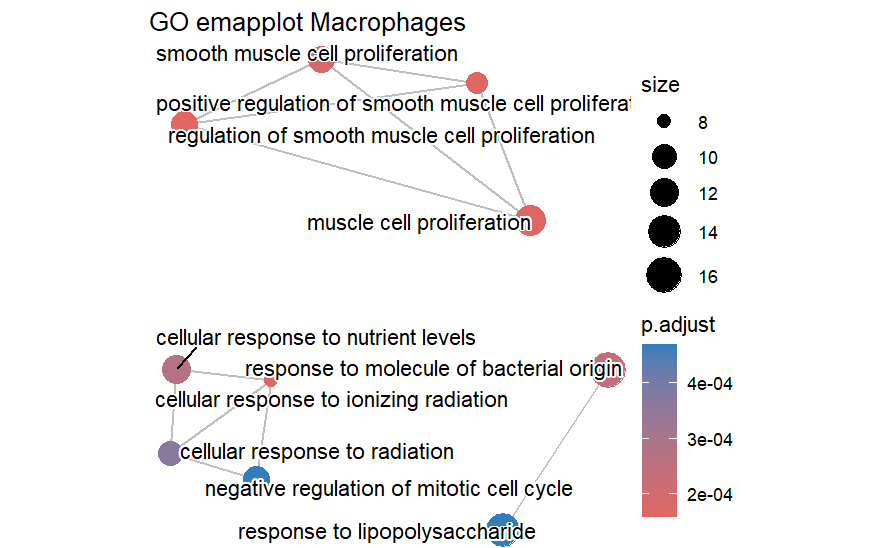 GO emapplot Macrophages
smooth muscle cell proliferation
positive regulation of smooth muscle cell proliferat
regulation of smooth muscle cell proliferation
muscle cell proliferation
cellular response to nutrient levels
response to molecule of bacterial origin
cellular response to ionizing radiation
cellular response to radiation
negative regulation of mitotic cell cycle
response to lipopolysaccharide
size
8
10
12
14
16
p.adjust
4e-04
3e-04
2e-04